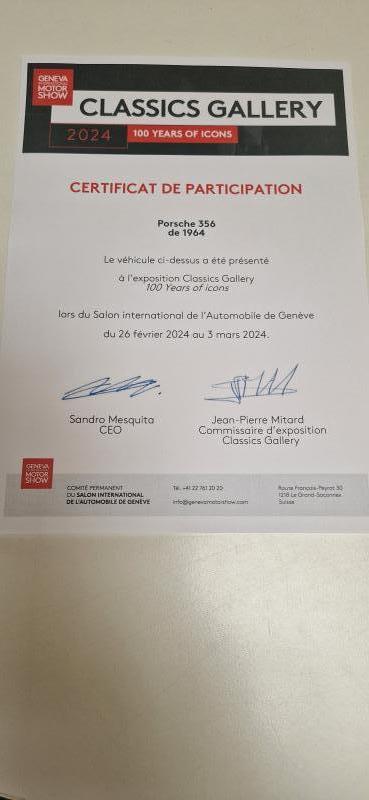 GENEVA
INTERNATIONAL
MOTOR
SHOW
CLASSICS GALLERY
2024 100 YEARS OF ICONS
CERTIFICAT DE PARTICIPATION
Porsche 356
de 1964
Le véhicule ci-dessus a été présenté
à l'exposition Classics Gallery
100 Years of icons
lors du Salon international de l'Automobile de Genève
du 26 février 2024 au 3 mars 2024.
Sandro Mesquita
CEO
Jean-Pierre Mitard
Commissaire d'exposition
Classics Gallery
GENEVA
INTERNATIONAL
MOTOR
SHOW
COMITÉ PERMANENT
DU SALON INTERNATIONAL
DE L'AUTOMOBILE DE GENÈVE
Tél. +41 22 761 20 20
info@genevamotorshow.com
Route François-Peyrot 30
1218 Le Grand-Saconnex
Suisse